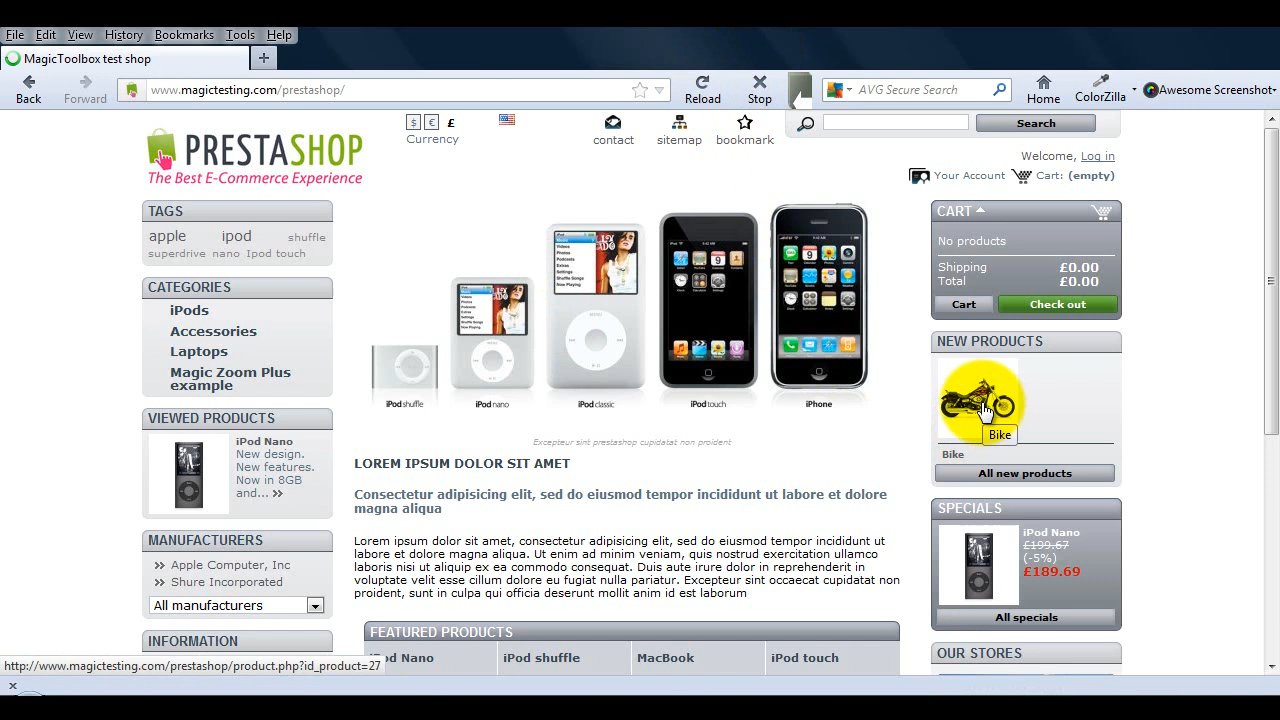 File Edit View History Bookmarks Tools Help
MagicToolbox test shop
www.magictesting.com/prestashop/
AVG Secure Search
Back
Forward
Reload
Stop
Home
ColorZilla
Awesome Screenshot
PRESTASHOP
The Best E-Commerce Experience
$ € £
Currency
contact
sitemap
bookmark
Search
Welcome, Log in
Your Account
Cart: (empty)
TAGS
apple ipod shuffle
superdrive nano Ipod touch
CATEGORIES
iPods
Accessories
Laptops
Magic Zoom Plus
example
VIEWED PRODUCTS
iPod Nano
New design.
New features.
Now in 8GB
and...
MANUFACTURERS
Apple Computer, Inc
Shure Incorporated
All manufacturers
INFORMATION
iPod shuffle
iPod nano
iPod classic
iPod touch
iPhone
Excepteur sint prestashop cupidatat non proident
LOREM IPSUM DOLOR SIT AMET
Consectetur adipisicing elit, sed do eiusmod tempor incididunt ut labore et dolore
magna aliqua
Lorem ipsum dolor sit amet, consectetur adipisicing elit, sed do eiusmod tempor incididunt ut
labore et dolore magna aliqua. Ut enim ad minim veniam, quis nostrud exercitation ullamco
laboris nisi ut aliquip ex ea commodo consequat. Duis aute irure dolor in reprehenderit in
voluptate velit esse cillum dolore eu fugiat nulla pariatur. Excepteur sint occaecat cupidatat non
proident, sunt in culpa qui officia deserunt mollit anim id est laborum
FEATURED PRODUCTS
iPod Nano
iPod shuffle
MacBook
iPod touch
CART
No products
Shipping £0.00
Total £0.00
Cart
Check out
NEW PRODUCTS
Bike
Bike
All new products
SPECIALS
iPod Nano
£199.67
(-5%)
£189.69
All specials
OUR STORES
http://www.magictesting.com/prestashop/product.php?id_product=27